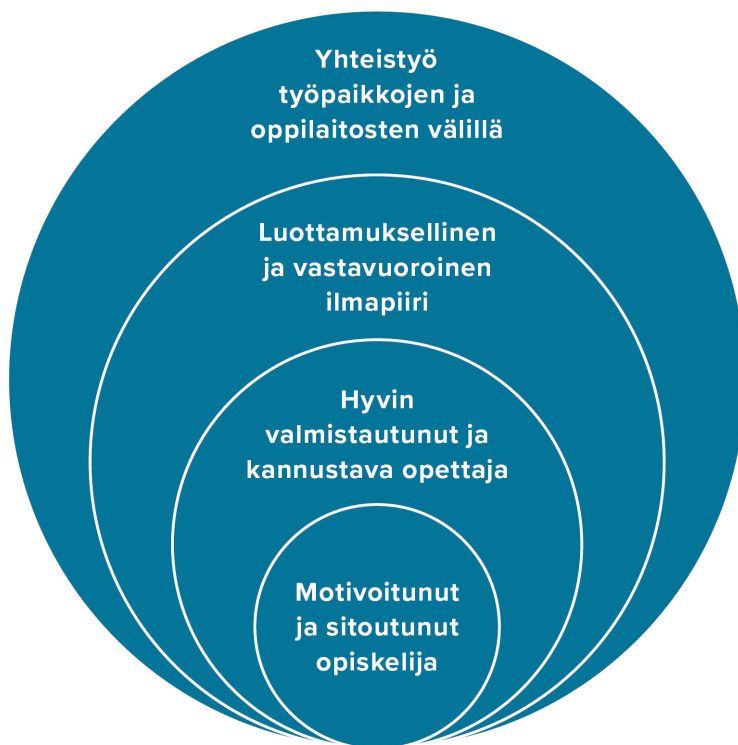 Yhteistyö
työpaikkojen ja
oppilaitosten välillä
Luottamuksellinen
ja vastavuoroinen
ilmapiiri
Hyvin
valmistautunut ja
kannustava opettaja
Motivoitunut
ja sitoutunut
opiskelija